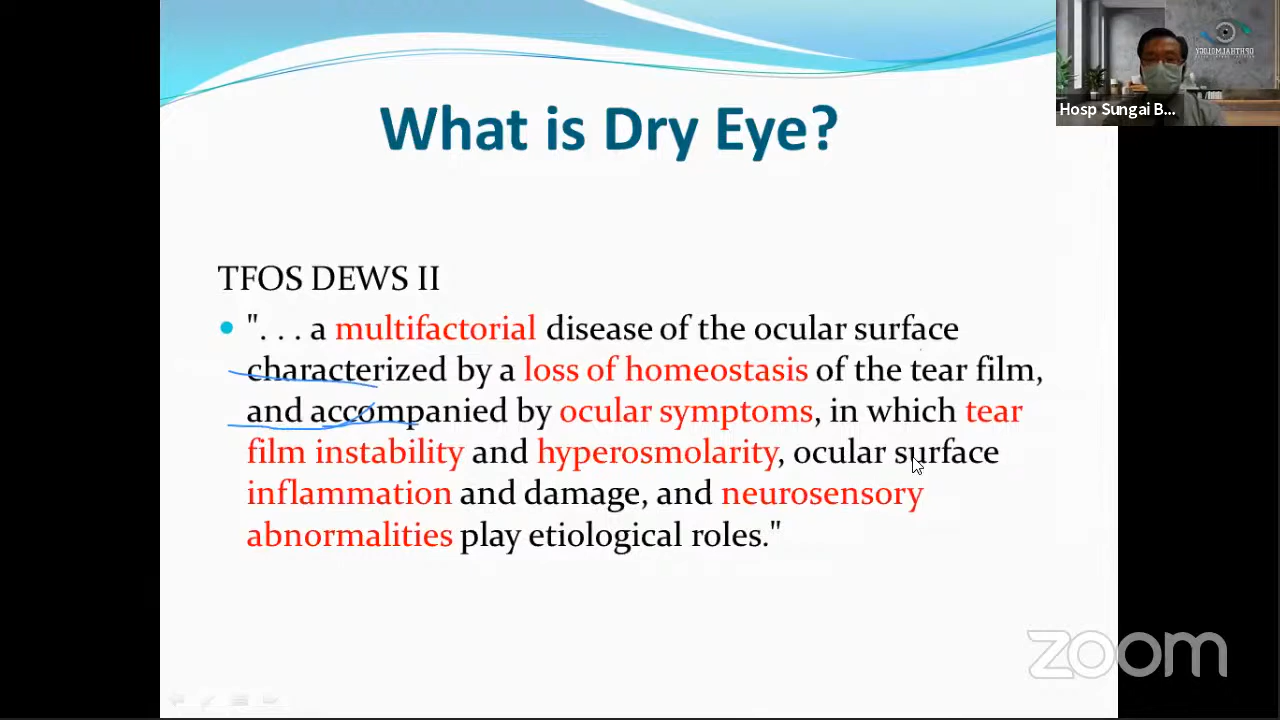 What is Dry Eye?
TFOS DEWS II
". . . a multifactorial disease of the ocular surface
characterized by a loss of homeostasis of the tear film,
and accompanied by ocular symptoms, in which tear
film instability and hyperosmolarity, ocular surface
inflammation and damage, and neurosensory
abnormalities play etiological roles."
OPHTHALMOLOGY
Hosp Sungai B...
zoom